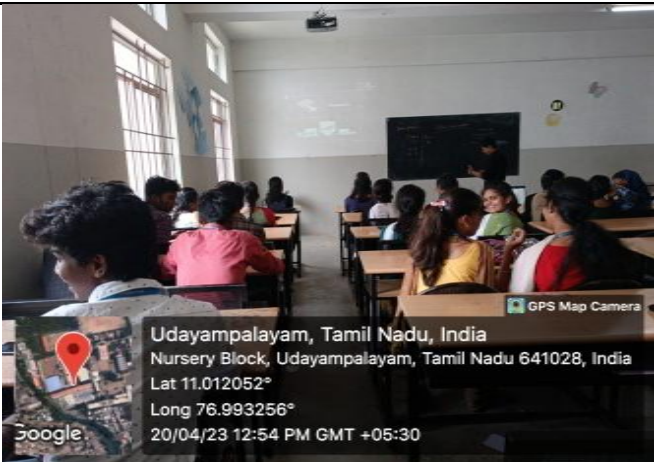 GPS Map Camera
Udayampalayam, Tamil Nadu, India
Nursery Block, Udayampalayam, Tamil Nadu 641028, India
Lat 11.012052°
Long 76.993256°
20/04/23 12:54 PM GMT +05:30
Google